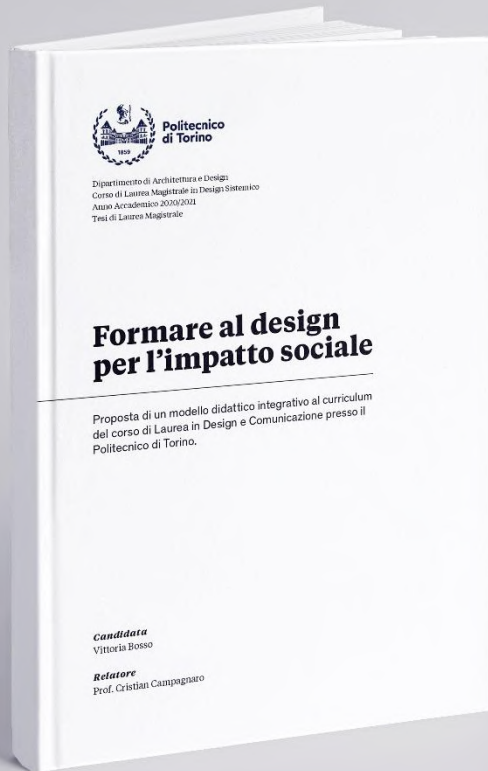 1859
Politecnico
di Torino
Dipartimento di Architettura e Design
Corso di Laurea Magistrale in Design Sistemico
Anno Accademico 2020/2021
Tesi di Laurea Magistrale
Formare al design
per l'impatto sociale
Proposta di un modello didattico integrativo al curriculum
del corso di Laurea in Design e Comunicazione presso il
Politecnico di Torino.
Candidata
Vittoria Bosso
Relatore
Prof. Cristian Campagnaro